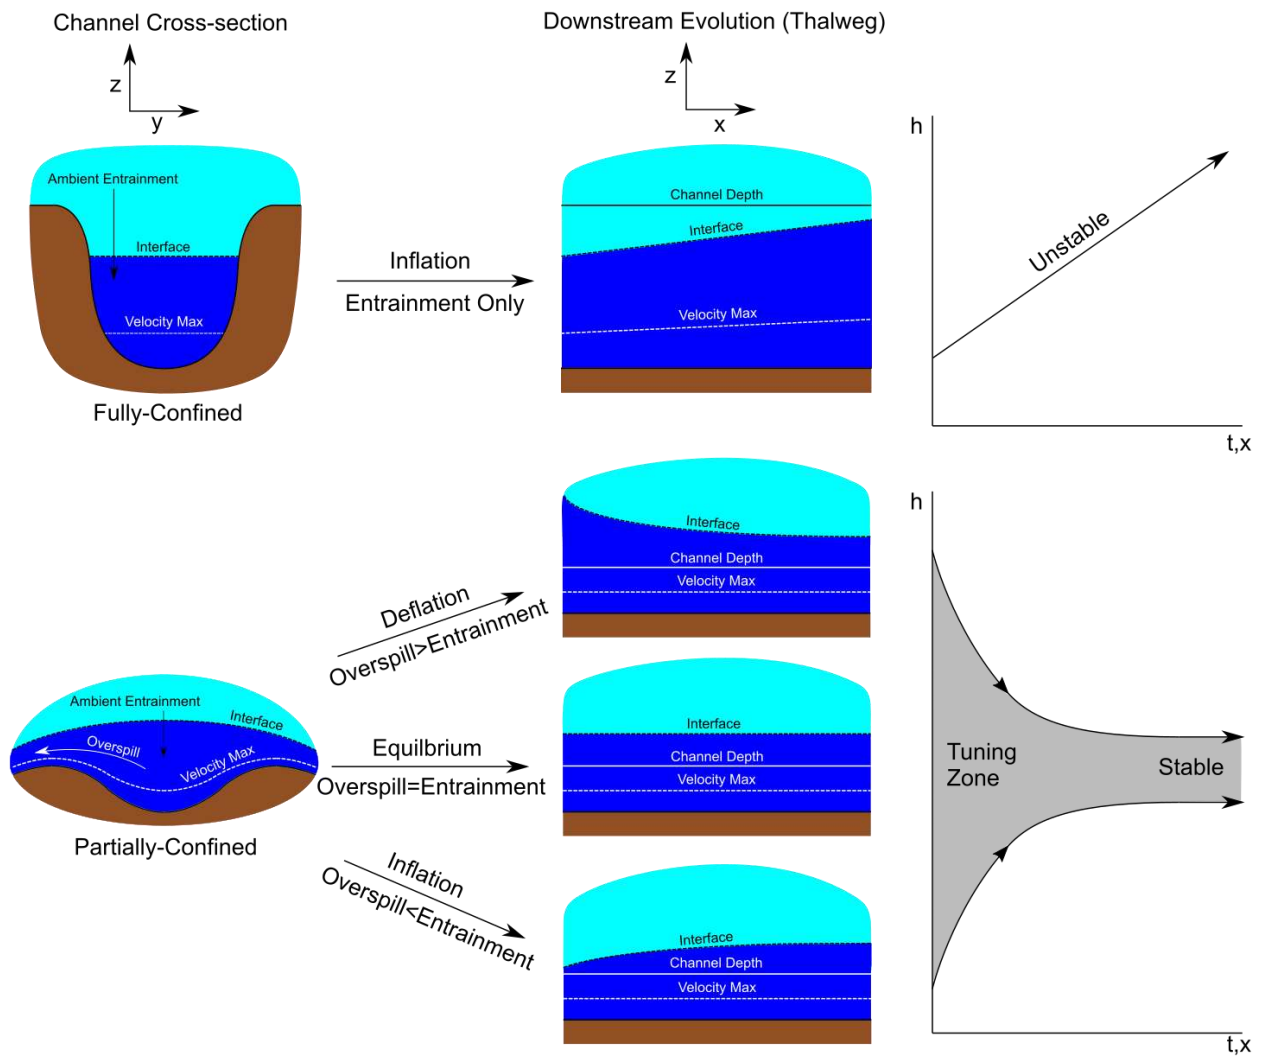 Channel Cross-section
z
y
Downstream Evolution (Thalweg)
z
x
Ambient Entrainment
Interface
Velocity Max
Fully-Confined
Inflation
Entrainment Only
Channel Depth
Interface
Velocity Max
h
Unstable
t,x
Ambient Entrainment
Interface
Overspill
Velocity Max
Partially-Confined
Deflation
Overspill>Entrainment
Equilbrium
Overspill=Entrainment
Inflation
Overspill<Entrainment
Interface
Channel Depth
Velocity Max
Interface
Channel Depth
Velocity Max
Interface
Channel Depth
Velocity Max
h
Tuning
Zone
Stable
t,x